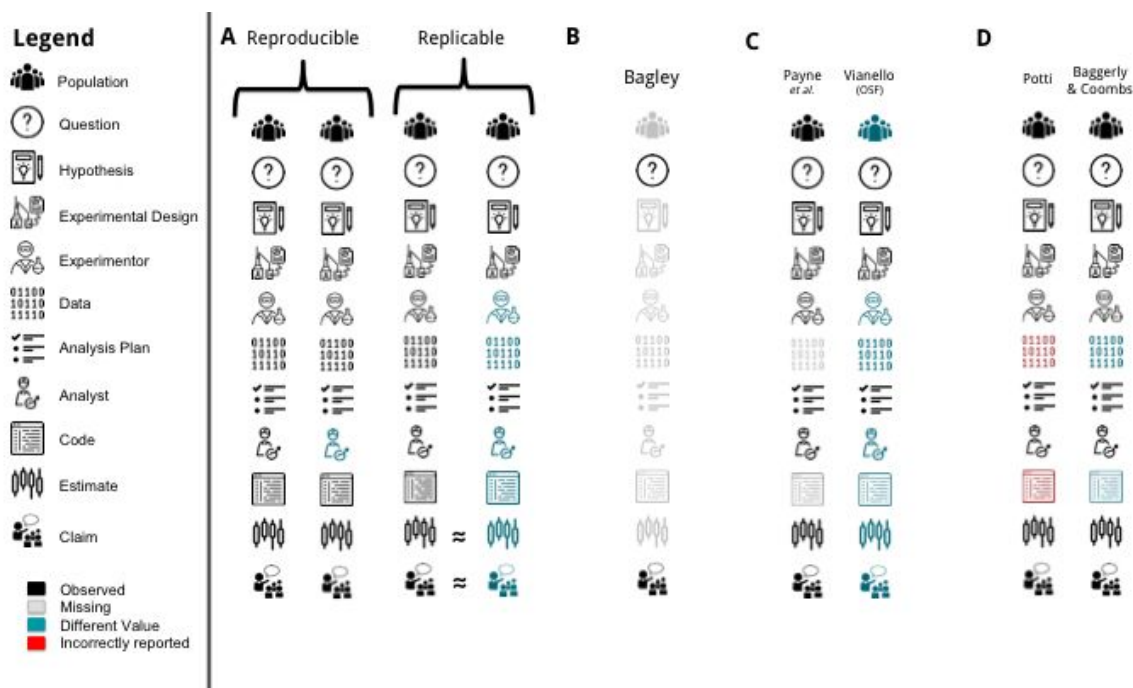 Legend
Population
Question
Hypothesis
Experimental Design
Experimentor
Data
Analysis Plan
Analyst
Code
Estimate
Claim
Observed
Missing
Different Value
Incorrectly reported
A Reproducible Replicable
≈
≈
B
Bagley
C
Payne et al.
Vianello (OSF)
D
Potti
Baggerly
& Coombs
01100
10110
11111